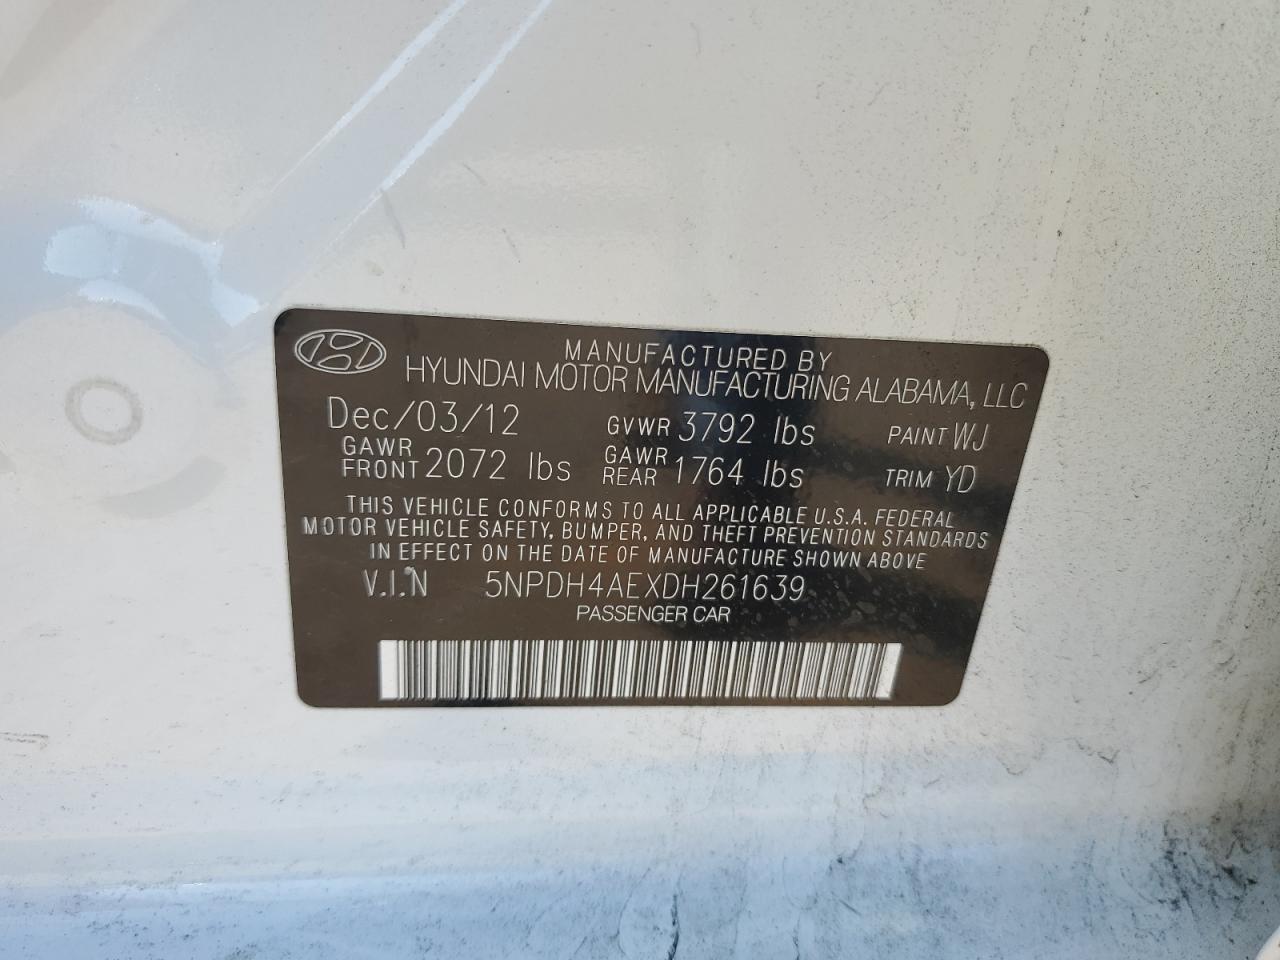 MANUFACTURED BY
HYUNDAI MOTOR MANUFACTURING ALABAMA, LLC
Dec/03/12 GVWR 3792 lbs PAINT WJ
GAWR FRONT 2072 lbs GAWR REAR 1764 lbs TRIM YD
THIS VEHICLE CONFORMS TO ALL APPLICABLE U.S.A. FEDERAL
MOTOR VEHICLE SAFETY, BUMPER, AND THEFT PREVENTION STANDARDS
IN EFFECT ON THE DATE OF MANUFACTURE SHOWN ABOVE
V.I.N 5NPDH4AEXDH261639
PASSENGER CAR